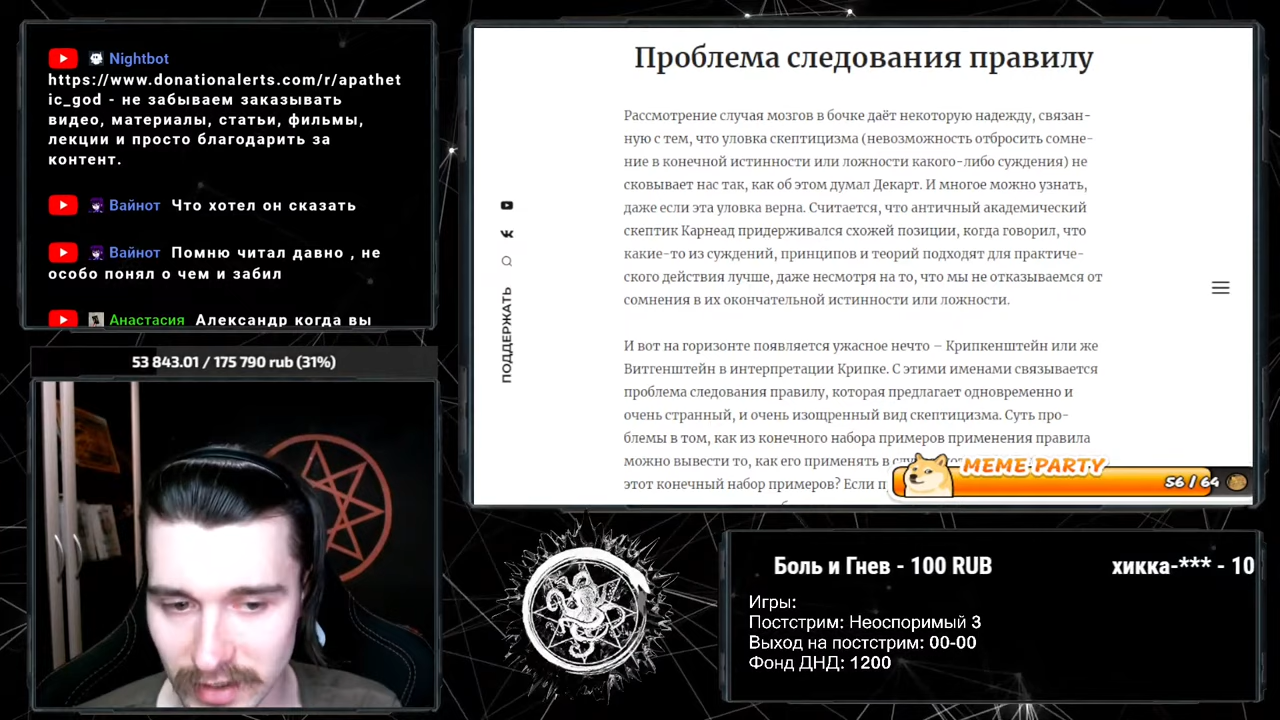 Nightbot
https://www.donationalerts.com/r/apathet
ic_god - не забываем заказывать
видео, материалы, статьи, фильмы,
лекции и просто благодарить за
контент.
Вайнот Что хотел он сказать
Вайнот Помню читал давно , не
особо понял о чем и забил
Анастасия Александр когда вы
53 843.01 / 175 790 rub (31%)
Проблема следования правилу
Рассмотрение случая мозгов в бочке даёт некоторую надежду, связан-
ную с тем, что уловка скептицизма (невозможность отбросить сомне-
ние в конечной истинности или ложности какого-либо суждения) не
сковывает нас так, как об этом думал Декарт. И многое можно узнать,
даже если эта уловка верна. Считается, что античный академический
скептик Карнеад придерживался схожей позиции, когда говорил, что
какие-то из суждений, принципов и теорий подходят для практиче-
ского действия лучше, даже несмотря на то, что мы не отказываемся от
сомнения в их окончательной истинности или ложности.
И вот на горизонте появляется ужасное нечто – Крипкенштейн или же
Витгенштейн в интерпретации Крипке. С этими именами связывается
проблема следования правилу, которая предлагает одновременно и
очень странный, и очень изощренный вид скептицизма. Суть про-
блемы в том, как из конечного набора примеров применения правила
можно вывести то, как его применять в
этот конечный набор примеров? Если
ПОДДЕРЖАТЬ
MEME PARTY
56 / 64
Боль и Гнев - 100 RUB
хикка-*** - 10
Игры:
Постстрим: Неоспоримый 3
Выход на постстрим: 00-00
Фонд ДНД: 1200